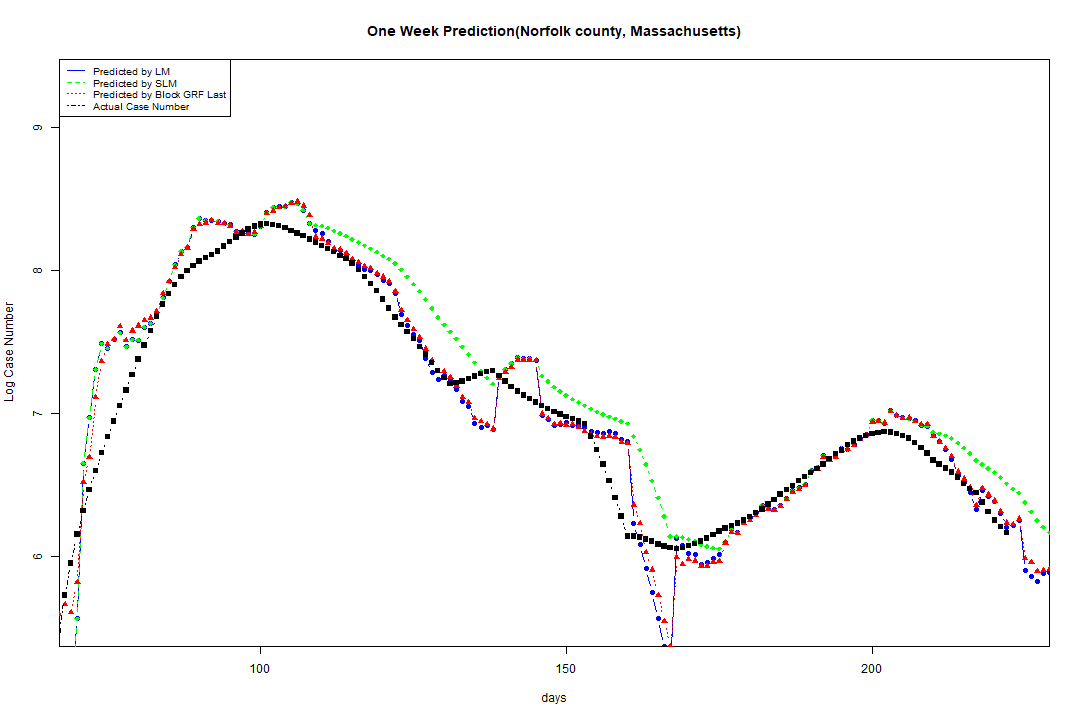 One Week Prediction(Norfolk county, Massachusetts)
Predicted by LM
Predicted by SLM
Predicted by Block GRF Last
Actual Case Number
9
8
7
6
Log Case Number
100 150 200
days